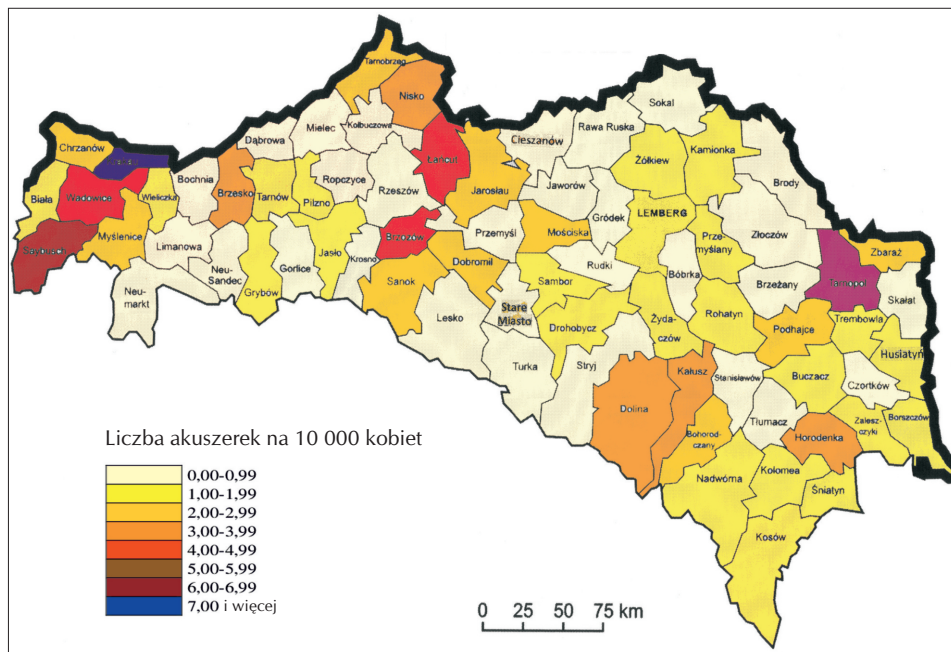 Tarnobrzeg
Nisko
Sokal
Dąbrowa
Mielec
Kolbuszowa
Cieszanów
Rawa Ruska
Chrzanów
Łańcut
Żółkiew
Kamionka
Bochnia
Brzesko
Ropczyce
Rzeszów
Jarosłau
Jaworów
Brody
Biała
Wadowice
Wieliczka
Tarnów
Pilzno
Gródek
LEMBERG
Myślenice
Limanowa
Jasło
Krosno
Brzozów
Przemyśl
Mościska
Prze-
myślany
Złoczów
Zbaraż
Neu-
markt
Neu-
Sandec
Grybów
Gorlice
Sanok
Dobromil
Rudki
Bóbrka
Brzeżany
Tarnopol
Skałat
Lesko
Stare
Miasto
Sambor
Drohobycz
Żyda-
czów
Rohatyn
Podhajce
Trembowla
Husiatyń
Turka
Stryj
Kałusz
Stanisławów
Buczacz
Czortków
Dolina
Tłumacz
Horodenka
Zalesz-
czyki
Borszczów
Bohorod-
czany
Nadwórna
Kołomea
Śniatyn
Kosów
Liczba akuszerek na 10 000 kobiet
0,00-0,99
1,00-1,99
2,00-2,99
3,00-3,99
4,00-4,99
5,00-5,99
6,00-6,99
7,00 i więcej
0 25 50 75 km